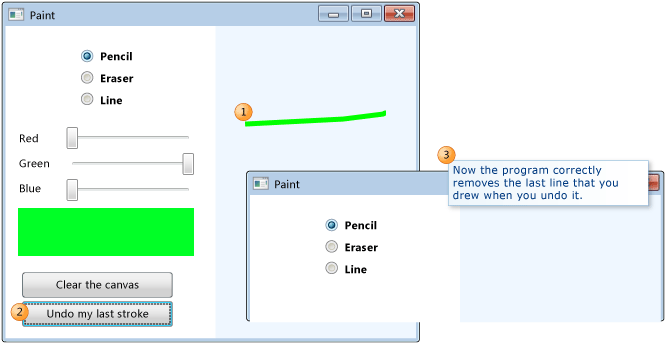 Paint
Pencil
Eraser
Line
Red
Green
Blue
Clear the canvas
2
Undo my last stroke
1
3
Now the program correctly
removes the last line that you
drew when you undo it.
Paint
Pencil
Eraser
Line